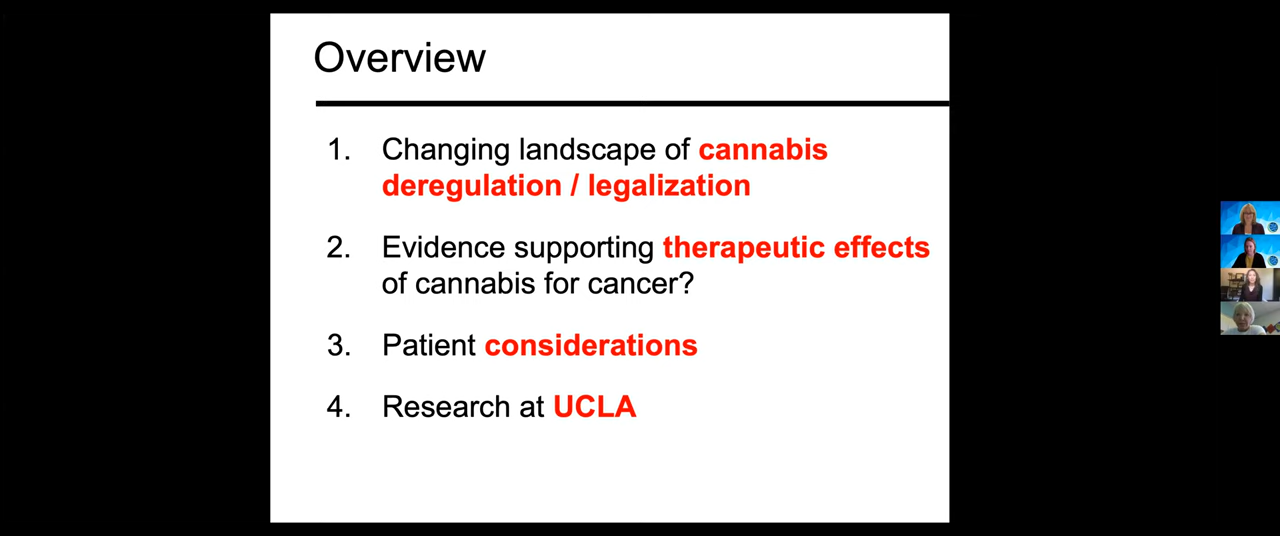 Overview
1. Changing landscape of cannabis
deregulation / legalization
2. Evidence supporting therapeutic effects
of cannabis for cancer?
3. Patient considerations
4. Research at UCLA